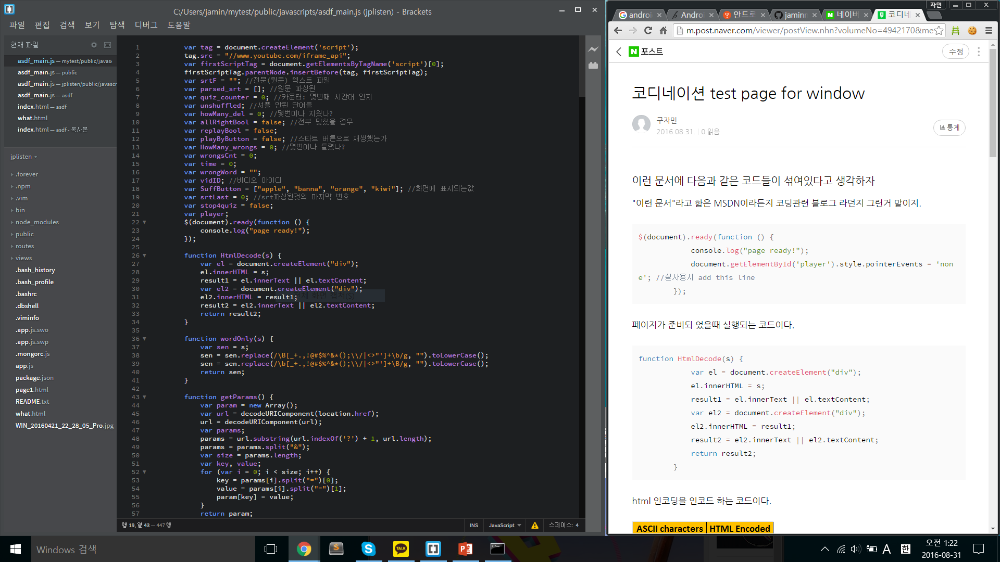 C:/Users/jamin/mytest/public/javascripts/asdf_main.js (jplisten) - Brackets
파일 편집 검색 보기 탐색 디버그 도움말
현재 파일
asdf_main.js — mytest/public/javas
asdf_main.js — public
asdf_main.js — jplisten/public/javascr
asdf_main.js — asdf
index.html — asdf
what.html
index.html — asdf - 복사본
jplisten
.forever
.npm
.vim
bin
node_modules
public
routes
views
.bash_history
.bash_profile
.bashrc
.dbshell
.viminfo
.app.js.swo
.app.js.swp
.mongorc.js
app.js
package.json
page1.html
README.txt
what.html
WIN_20160421_22_28_05_Pro.jpg
1 var tag = document.createElement('script');
2 tag.src = "//www.youtube.com/iframe_api";
3 var firstScriptTag = document.getElementsByTagName('script')[0];
4 firstScriptTag.parentNode.insertBefore(tag, firstScriptTag);
5 var srtF = ""; //전문(원문) 텍스트 파일
6 var parsed_srt = []; //원문 파싱된
7 var quiz_counter = 0; //카운터: 몇번째 시간대 인지
8 var unshuffled; //셔플 안된 단어들
9 var howMany_del = 0; //몇번이나 지웠나?
10 var allRightBool = false; //전부 맞췄을 경우
11 var replayBool = false;
12 var playByButton = false; //스타트 버튼으로 재생했는가
13 var HowMany_wrongs = 0; //몇번이나 틀렸나?
14 var wrongsCnt = 0;
15 var time = 0;
16 var wrongWord = "";
17 var vidID; //비디오 아이디
18 var SuffButton = ["apple", "banna", "orange", "kiwi"]; //화면에 표시되는값
19 var srtLast = 0; //srt파싱된것의 마지막 번호
20 var stop4quiz = false;
21 var player;
22 $(document).ready(function () {
23 console.log("page ready!");
24 });
25
26 function HtmlDecode(s) {
27 var el = document.createElement("div");
28 el.innerHTML = s;
29 result1 = el.innerText || el.textContent;
30 var el2 = document.createElement("div");
31 el2.innerHTML = result1;
전체 화면 캡처(S)
32 result2 = el2.innerText || el2.textContent;
33 return result2;
34 }
35
36 function wordOnly(s) {
37 var sen = s;
38 sen = sen.replace(/\B[_+.,!@#$%^&*();\\/|<>"']+\b/g, "").toLowerCase();
39 sen = sen.replace(/\b[_+.,!@#$%^&*();\\/|<>"']+\B/g, "").toLowerCase();
40 return sen;
41 }
42
43 function getParams() {
44 var param = new Array();
45 var url = decodeURIComponent(location.href);
46 url = decodeURIComponent(url);
47 var params;
48 params = url.substring(url.indexOf('?') + 1, url.length);
49 params = params.split("&");
50 var size = params.length;
51 var key, value;
52 for (var i = 0; i < size; i++) {
53 key = params[i].split("=")[0];
54 value = params[i].split("=")[1];
55 param[key] = value;
56 }
57 return param;
행 19, 열 43 — 447 행
INS JavaScript 스페이스: 4
자민
androi Androi 안드로 jaminn 네이버 코디네
m.post.naver.com/viewer/postView.nhn?volumeNo=4942170&me
N 포스트 수정
코디네이션 test page for window
구자민
2016.08.31. | 0 읽음
통계
이런 문서에 다음과 같은 코드들이 섞여있다고 생각하자
"이런 문서"라고 함은 MSDN이라든지 코딩관련 블로그 라던지 그런거 말이지.
$(document).ready(function () {
console.log("page ready!");
document.getElementById('player').style.pointerEvents = 'non
e'; //실사용시 add this line
});
페이지가 준비되 었을때 실행되는 코드이다.
function HtmlDecode(s) {
var el = document.createElement("div");
el.innerHTML = s;
result1 = el.innerText || el.textContent;
var el2 = document.createElement("div");
el2.innerHTML = result1;
result2 = el2.innerText || el2.textContent;
return result2;
}
html 인코딩을 인코드 하는 코드이다.
ASCII characters HTML Encoded
Windows 검색
TALK
A 한
오전 1:22
2016-08-31